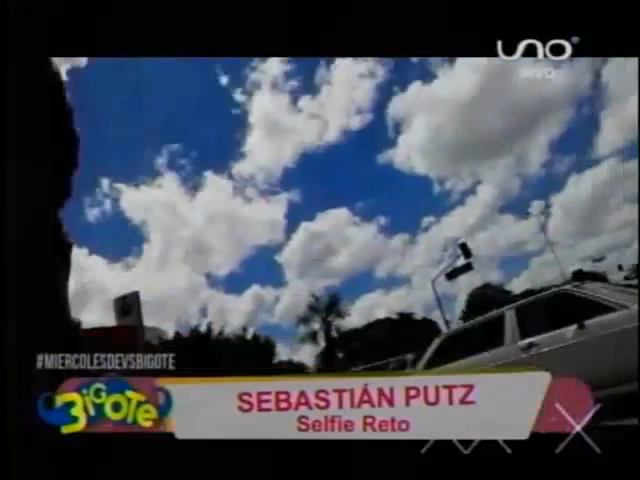 uno
#MIERCOLESDEVSBIGOTE
BiGOTE
SEBASTIÁN PUTZ
Selfie Reto